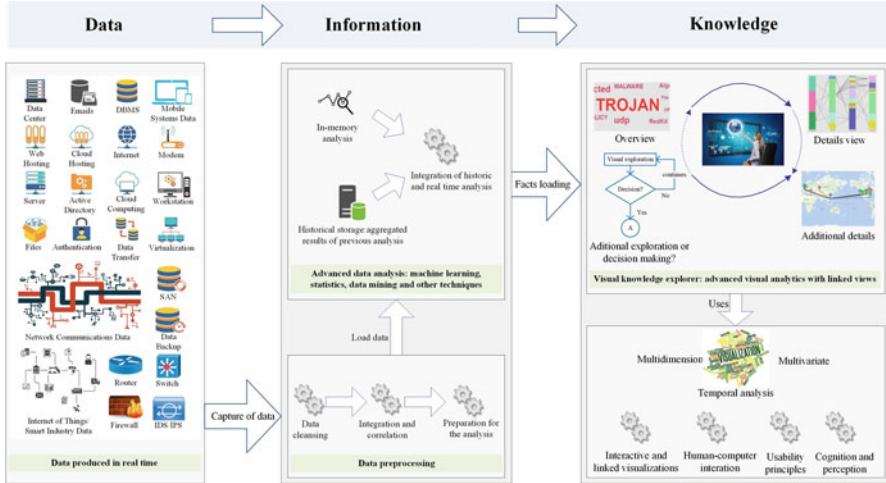 Data
Information
Knowledge
Data
Center
Emails
DBMS
Mobile
Systems Data
Web
Hosting
Cloud
Hosting
Internet
Modem
Server
Active
Directory
Cloud
Computing
Workstation
Files
Authentication
Data
Transfer
Virtualization
SAN
Network Communications Data
Data
Backup
Router
Switch
Internet of Things/
Smart Industry Data
Firewall
IDS IPS
Data produced in real time
Capture of data
In-memory
analysis
Integration of historic
and real time analysis
Historical storage aggregated
results of previous analysis
Advanced data analysis: machine learning,
statistics, data mining and other techniques
Load data
Data
cleansing
Integration and
correlation
Preparation for
the analysis
Data preprocessing
Facts loading
cted MALWARE
TROJAN
LICY udp
Overview
Visual exploration
continues
Decision?
No
Yes
A
Aditional exploration or
decision making?
Details view
Additional details
Visual knowledge explorer: advanced visual analytics with linked views
Uses
VISUALIZATION
Multidimension
Multivariate
Temporal analysis
Interactive and
linked visualizations
Human-computer
interation
Usability
principles
Cognition and
perception